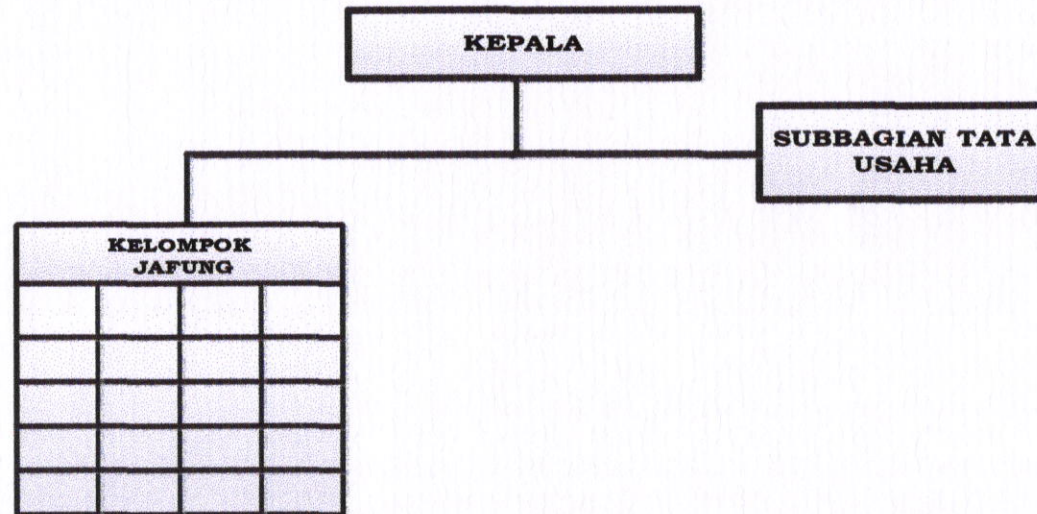 KEPALA
SUBBAGIAN TATA
USAHA
KELOMPOK
JAFUNG